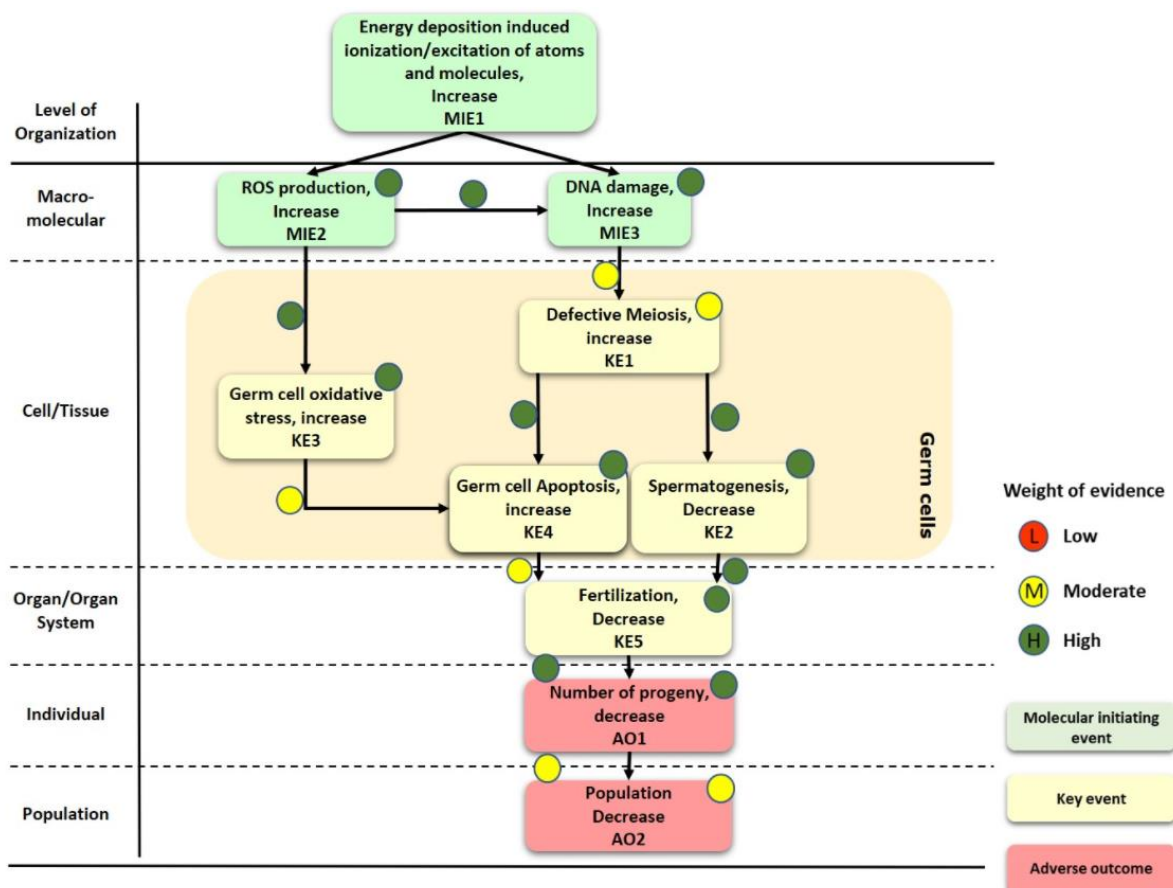 Energy deposition induced
ionization/excitation of atoms
and molecules,
Increase
MIE1
Level of
Organization
Macro-
molecular
ROS production,
Increase
MIE2
DNA damage,
Increase
MIE3
Cell/Tissue
Defective Meiosis,
increase
KE1
Germ cell oxidative
stress, increase
KE3
Germ cell Apoptosis,
increase
KE4
Spermatogenesis,
Decrease
KE2
Germ cells
Organ/Organ
System
Fertilization,
Decrease
KE5
Individual
Number of progeny,
decrease
AO1
Population
Population
Decrease
AO2
Weight of evidence
L Low
M Moderate
H High
Molecular initiating
event
Key event
Adverse outcome